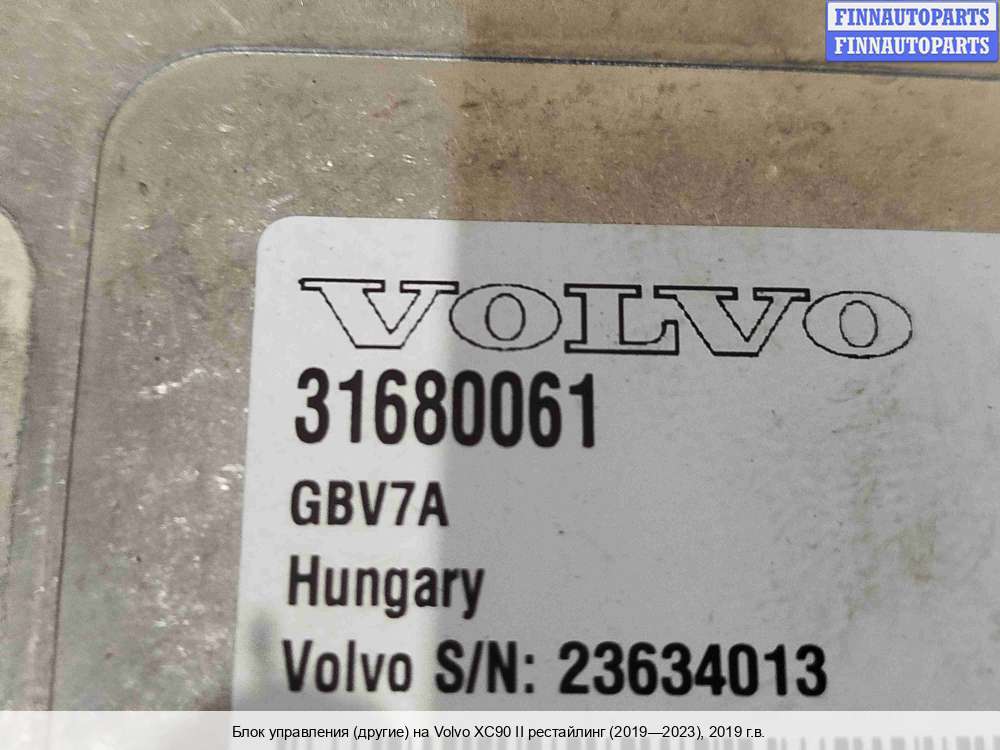 FINNAUTOPARTS
FINNAUTOPARTS
VOLVO
31680061
GBV7A
Hungary
Volvo S/N: 23634013
Блок управления (другие) на Volvo XC90 II рестайлинг (2019—2023), 2019 г.в.